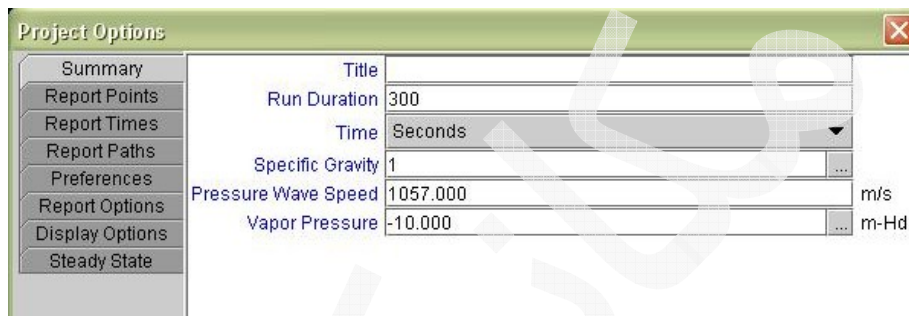 Project Options
Summary
Report Points
Report Times
Report Paths
Preferences
Report Options
Display Options
Steady State
Title
Run Duration 300
Time Seconds
Specific Gravity 1 ...
Pressure Wave Speed 1057.000 m/s
Vapor Pressure -10.000 ... m-Hd